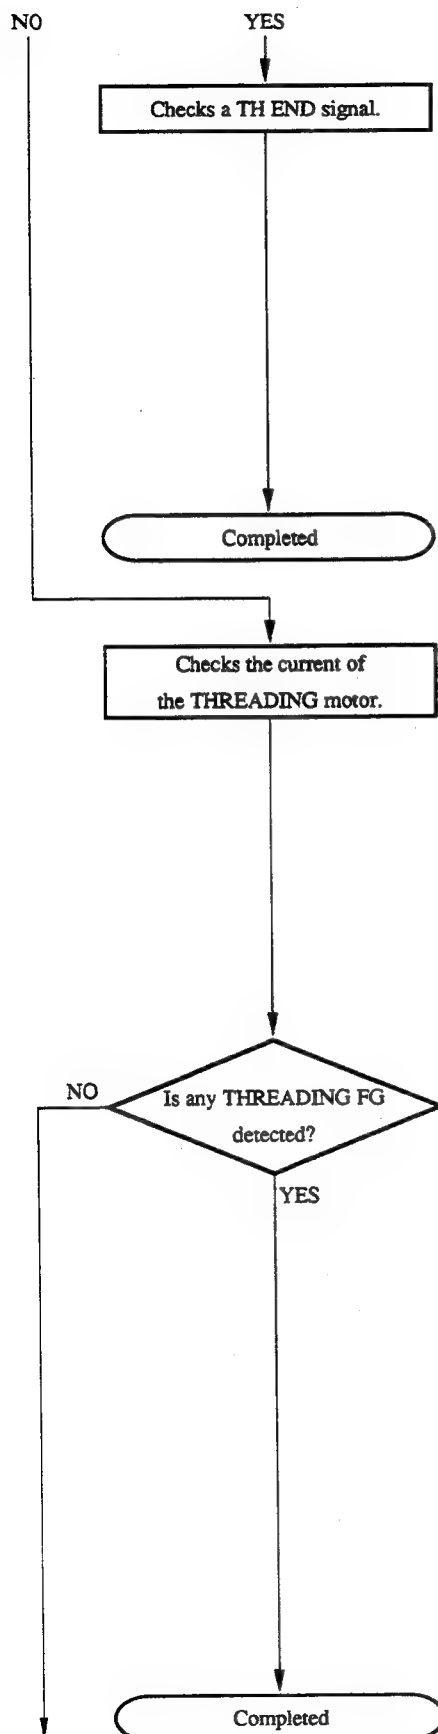 NO
YES
Checks a TH END signal.
Completed
Checks the current of
the THREADING motor.
NO
Is any THREADING FG
detected?
YES
Completed